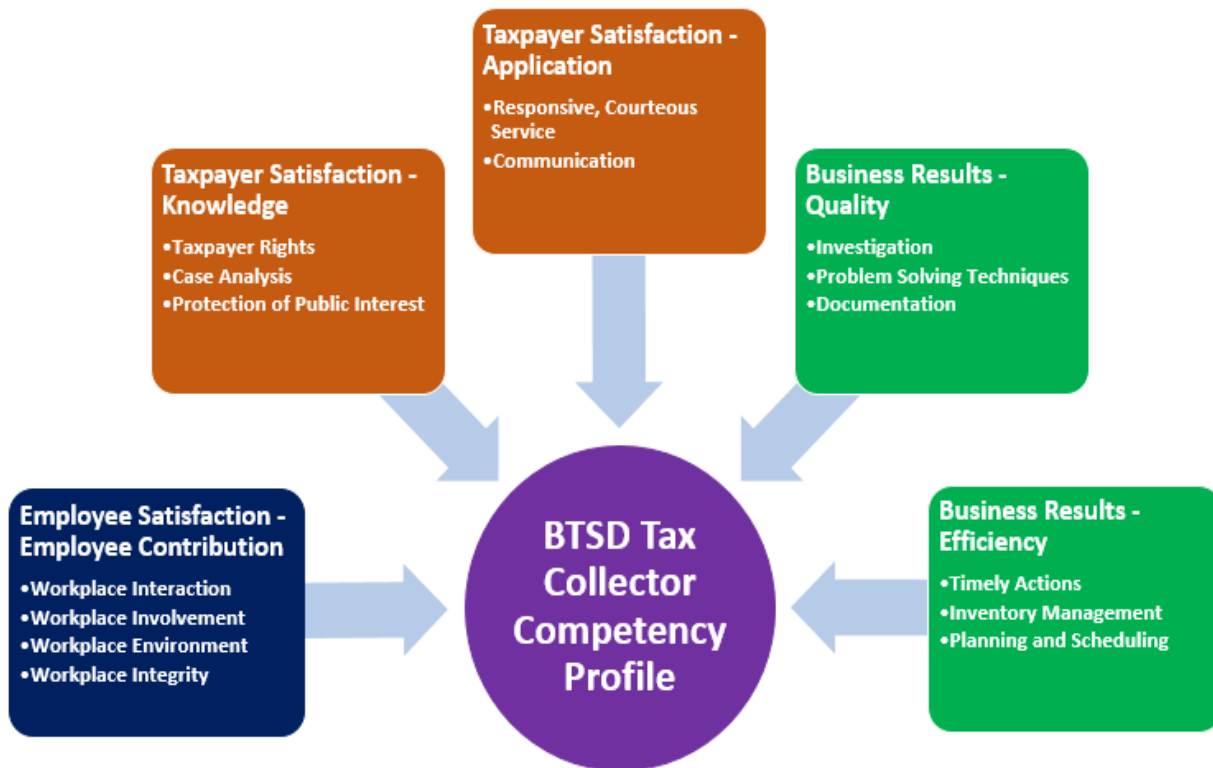 Taxpayer Satisfaction -
Application
•Responsive, Courteous
Service
•Communication
Taxpayer Satisfaction -
Knowledge
•Taxpayer Rights
•Case Analysis
•Protection of Public Interest
Business Results -
Quality
•Investigation
•Problem Solving Techniques
•Documentation
Employee Satisfaction -
Employee Contribution
•Workplace Interaction
•Workplace Involvement
•Workplace Environment
•Workplace Integrity
BTSD Tax
Collector
Competency
Profile
Business Results -
Efficiency
•Timely Actions
•Inventory Management
•Planning and Scheduling